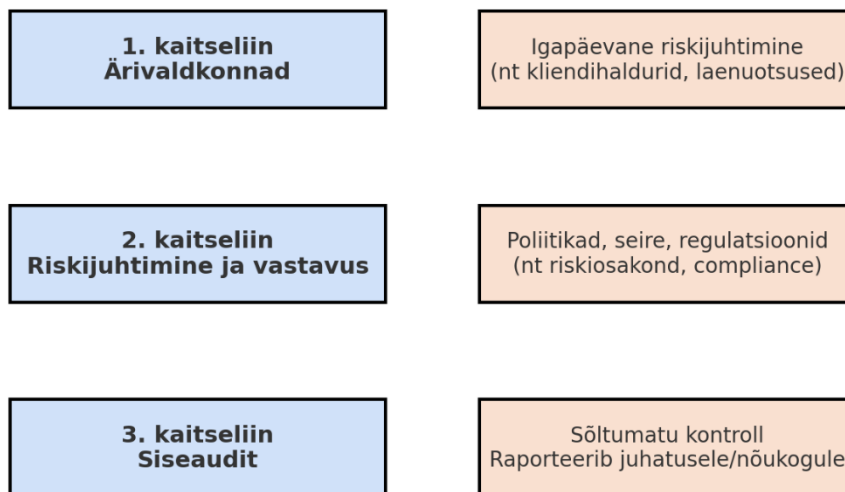 1. kaitseliin
Ärivaldkonnad
Igapäevane riskijuhtimine
(nt kliendihaldurid, laenuotsused)
2. kaitseliin
Riskijuhtimine ja vastavus
Poliitikad, seire, regulatsioonid
(nt riskiosakond, compliance)
3. kaitseliin
Siseaudit
Sõltumatu kontroll
Raporteerib juhatusele/nõukogule